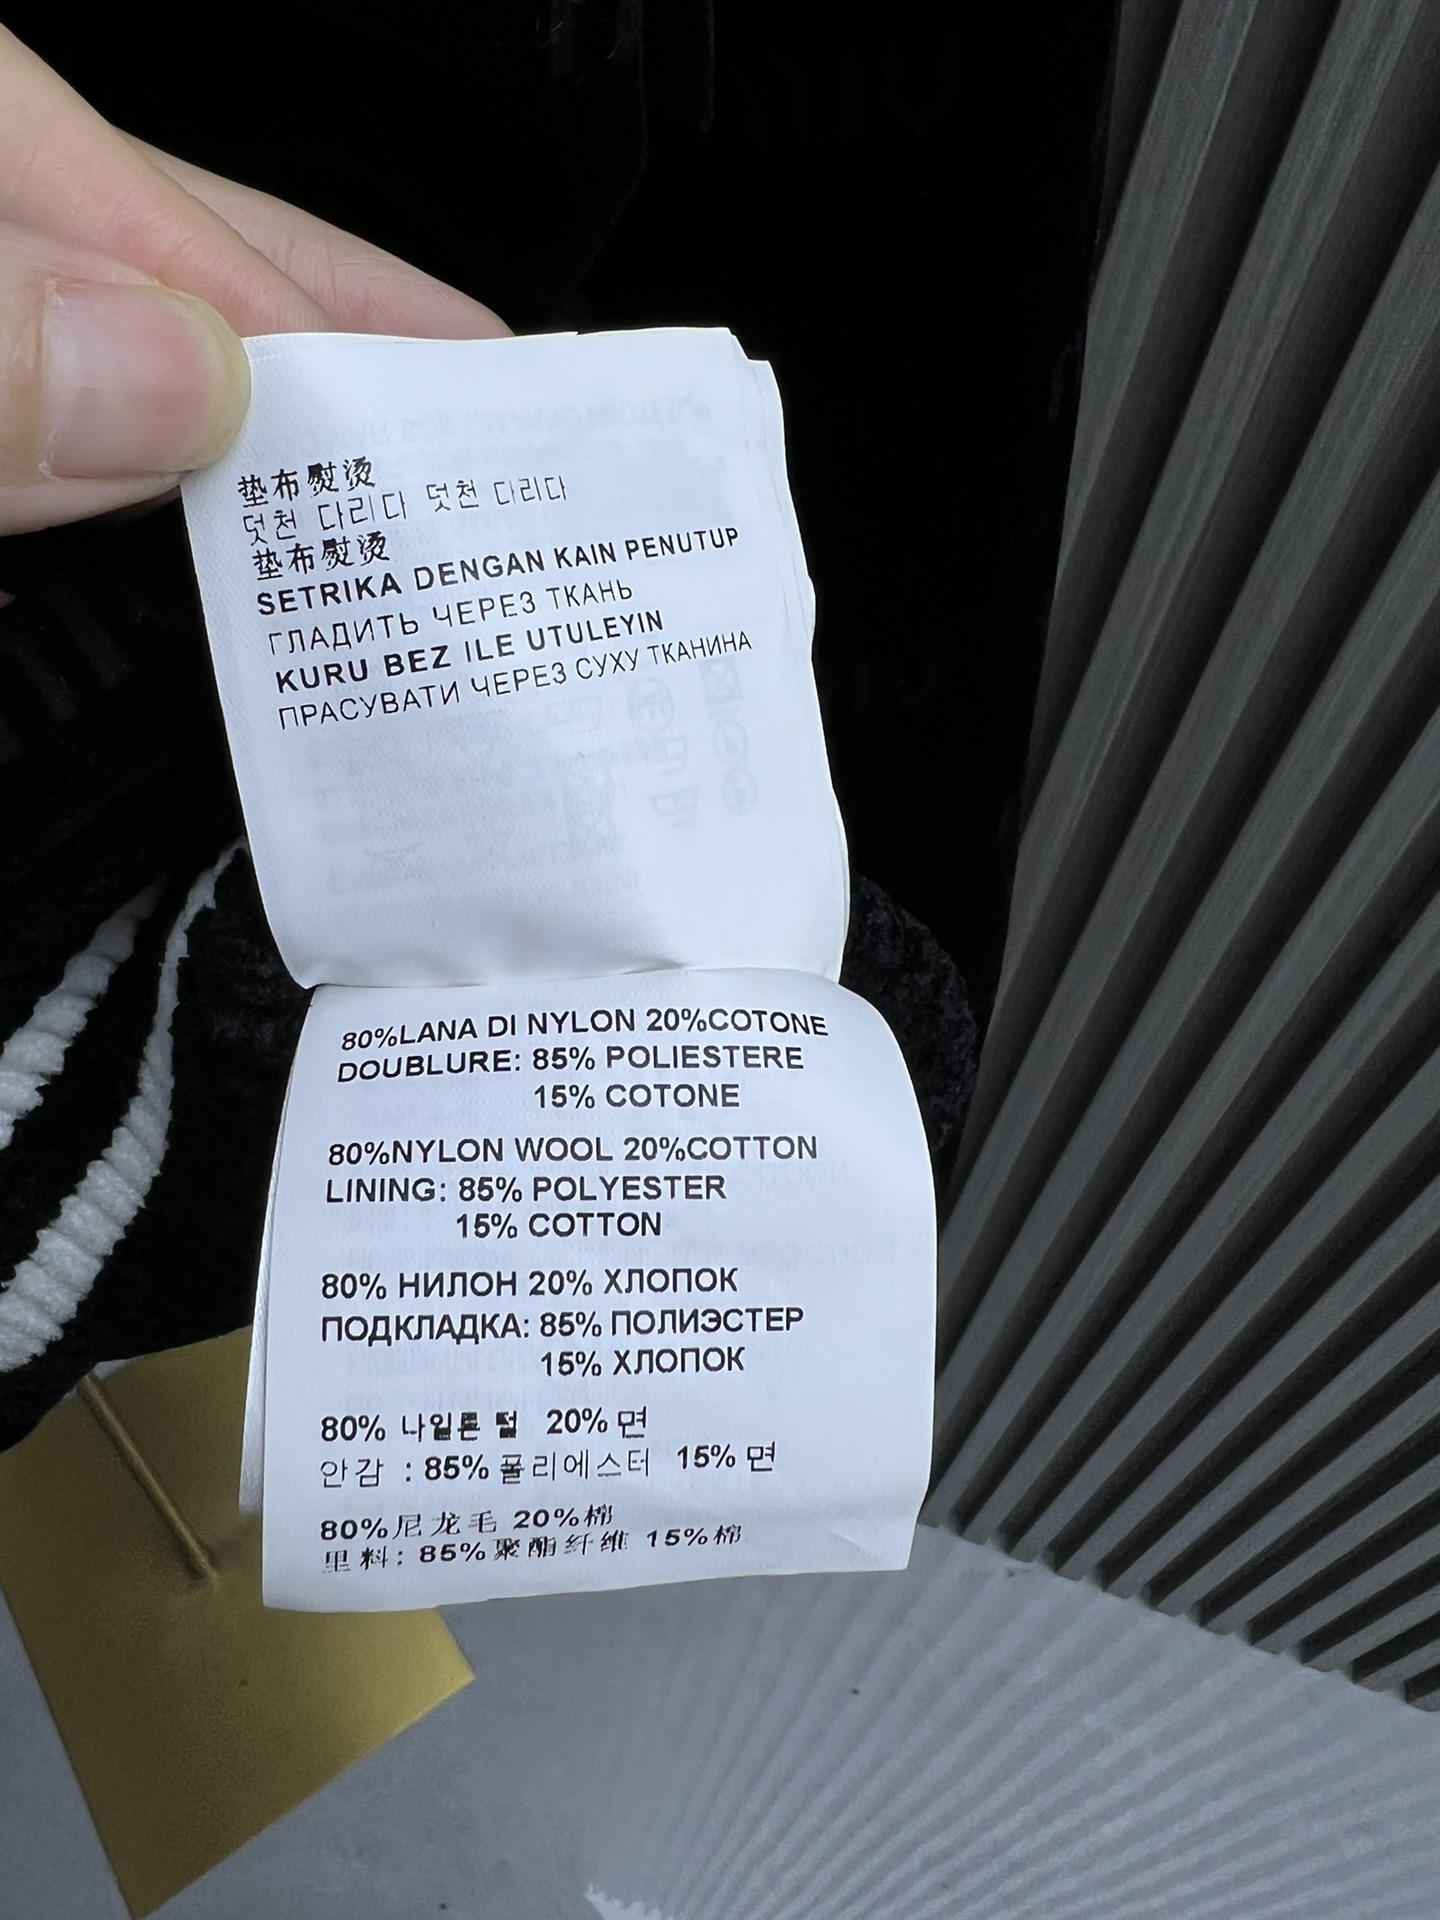 垫布熨烫
덧천 다리다 덧천 다리다
垫布熨烫
SETRIKA DENGAN KAIN PENUTUP
ГЛАДИТЬ ЧЕРЕЗ ТКАНЬ
KURU BEZ ILE UTULEYIN
ПРАСУВАТИ ЧЕРЕЗ СУХУ ТКАНИНА
80%LANA DI NYLON 20%COTONE
DOUBLURE: 85% POLIESTERE
15% COTONE
80%NYLON WOOL 20%COTTON
LINING: 85% POLYESTER
15% COTTON
80% НИЛОН 20% ХЛОПОК
ПОДКЛАДКА: 85% ПОЛИЭСТЕР
15% ХЛОПОК
80% 나일론 털 20% 면
안감 : 85% 폴리에스터 15% 면
80%尼龙毛 20%棉
里料: 85%聚酯纤维 15%棉